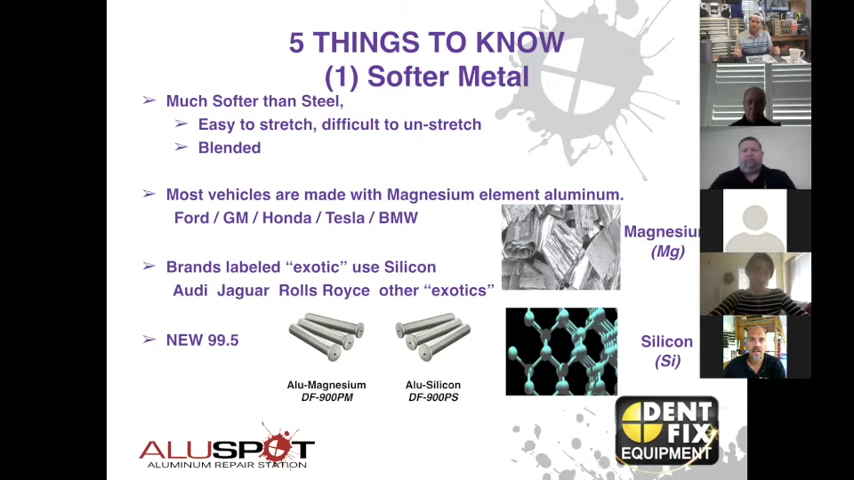 5 THINGS TO KNOW
(1) Softer Metal
Much Softer than Steel,
Easy to stretch, difficult to un-stretch
Blended
Most vehicles are made with Magnesium element aluminum.
Ford / GM / Honda / Tesla / BMW
Magnesiu
(Mg)
Brands labeled “exotic” use Silicon
Audi Jaguar Rolls Royce other “exotics”
NEW 99.5
Silicon
(Si)
Alu-Magnesium
DF-900PM
Alu-Silicon
DF-900PS
ALUSPOT
ALUMINUM REPAIR STATION
DENT
FIX
EQUIPMENT